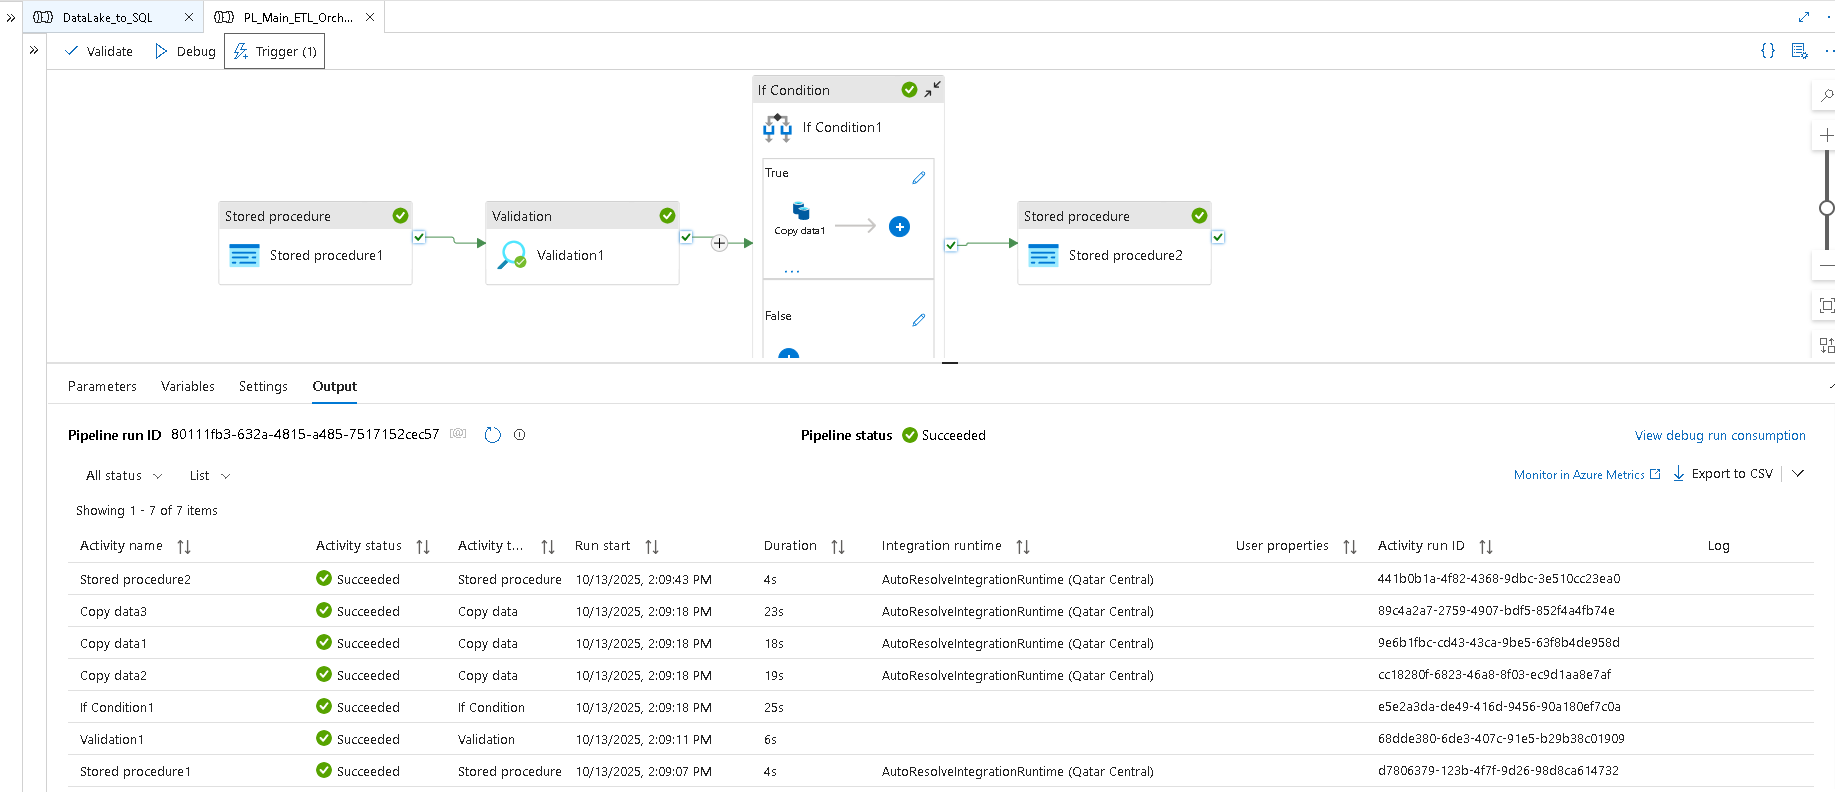 DataLake_to_SQL
PL_Main_ETL_Orch...
Validate Debug Trigger (1)
If Condition
If Condition1
True
Copy data1
...
False
Stored procedure
Stored procedure1
Validation
Validation1
Stored procedure
Stored procedure2
Parameters Variables Settings Output
Pipeline run ID 80111fb3-632a-4815-a485-7517152cec57 Pipeline status Succeeded View debug run consumption
All status List Monitor in Azure Metrics Export to CSV
Showing 1 - 7 of 7 items
Activity name Activity status Activity t... Run start Duration Integration runtime User properties Activity run ID Log
Stored procedure2 Succeeded Stored procedure 10/13/2025, 2:09:43 PM 4s AutoResolveIntegrationRuntime (Qatar Central) 441b0b1a-4f82-4368-9dbc-3e510cc23ea0
Copy data3 Succeeded Copy data 10/13/2025, 2:09:18 PM 23s AutoResolveIntegrationRuntime (Qatar Central) 89c4a2a7-2759-4907-bdf5-852f4a4fb74e
Copy data1 Succeeded Copy data 10/13/2025, 2:09:18 PM 18s AutoResolveIntegrationRuntime (Qatar Central) 9e6b1fbc-cd43-43ca-9be5-63f8b4de958d
Copy data2 Succeeded Copy data 10/13/2025, 2:09:18 PM 19s AutoResolveIntegrationRuntime (Qatar Central) cc18280f-6823-46a8-8f03-ec9d1aa8e7af
If Condition1 Succeeded If Condition 10/13/2025, 2:09:18 PM 25s e5e2a3da-de49-416d-9456-90a180ef7c0a
Validation1 Succeeded Validation 10/13/2025, 2:09:11 PM 6s 68dde380-6de3-407c-91e5-b29b38c01909
Stored procedure1 Succeeded Stored procedure 10/13/2025, 2:09:07 PM 4s AutoResolveIntegrationRuntime (Qatar Central) d7806379-123b-4f7f-9d26-98d8ca614732